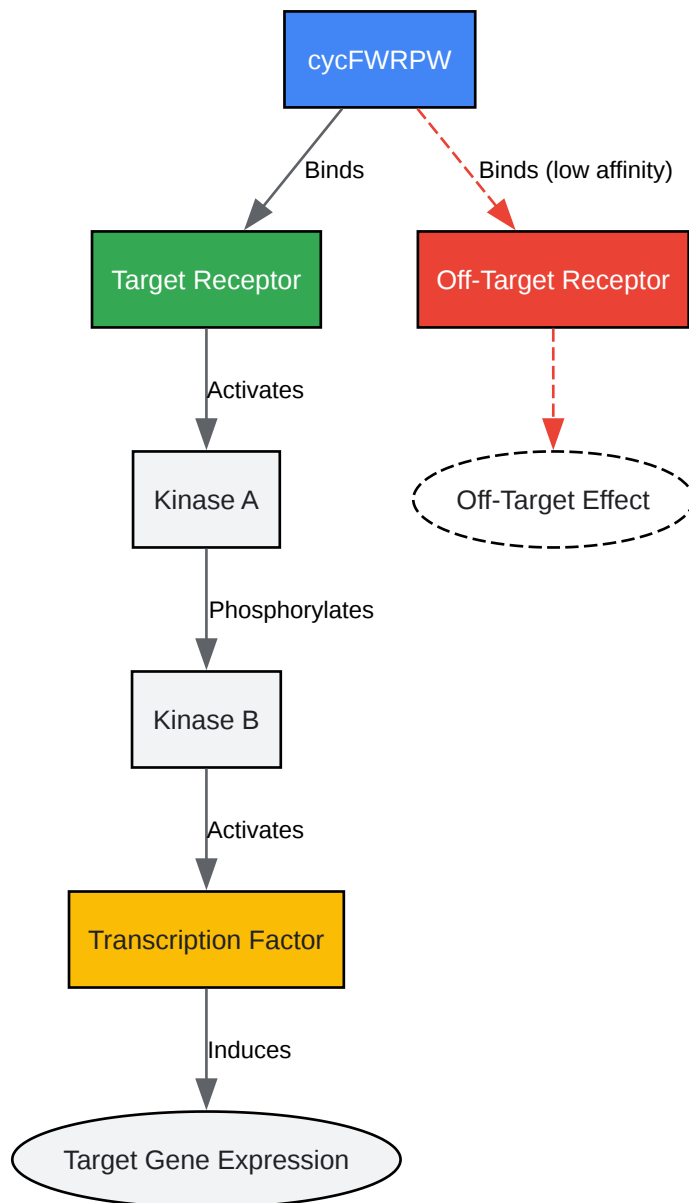 cycFWRPW
Binds
Binds (low affinity)
Target Receptor
Off-Target Receptor
Activates
Kinase A
Off-Target Effect
Phosphorylates
Kinase B
Activates
Transcription Factor
Induces
Target Gene Expression